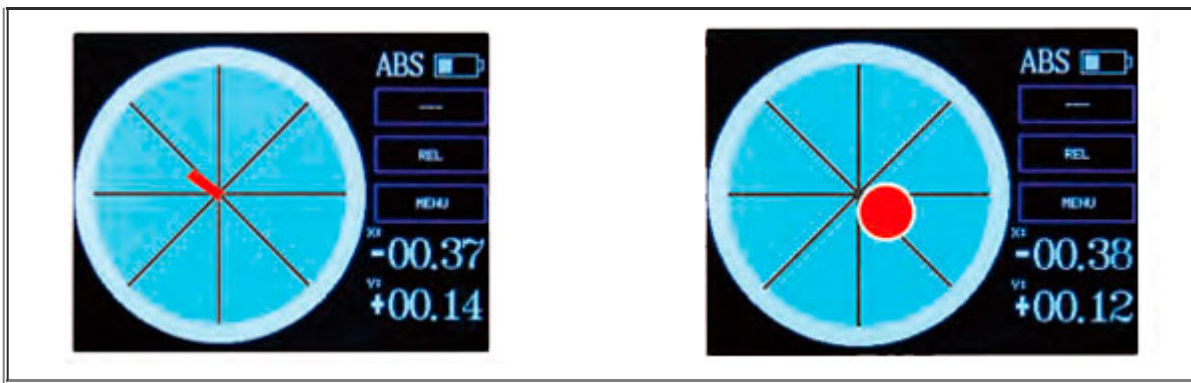 ABS
---
REL
MENU
X:
-00.37
Y:
+00.14
ABS
---
REL
MENU
X:
-00.38
Y:
+00.12